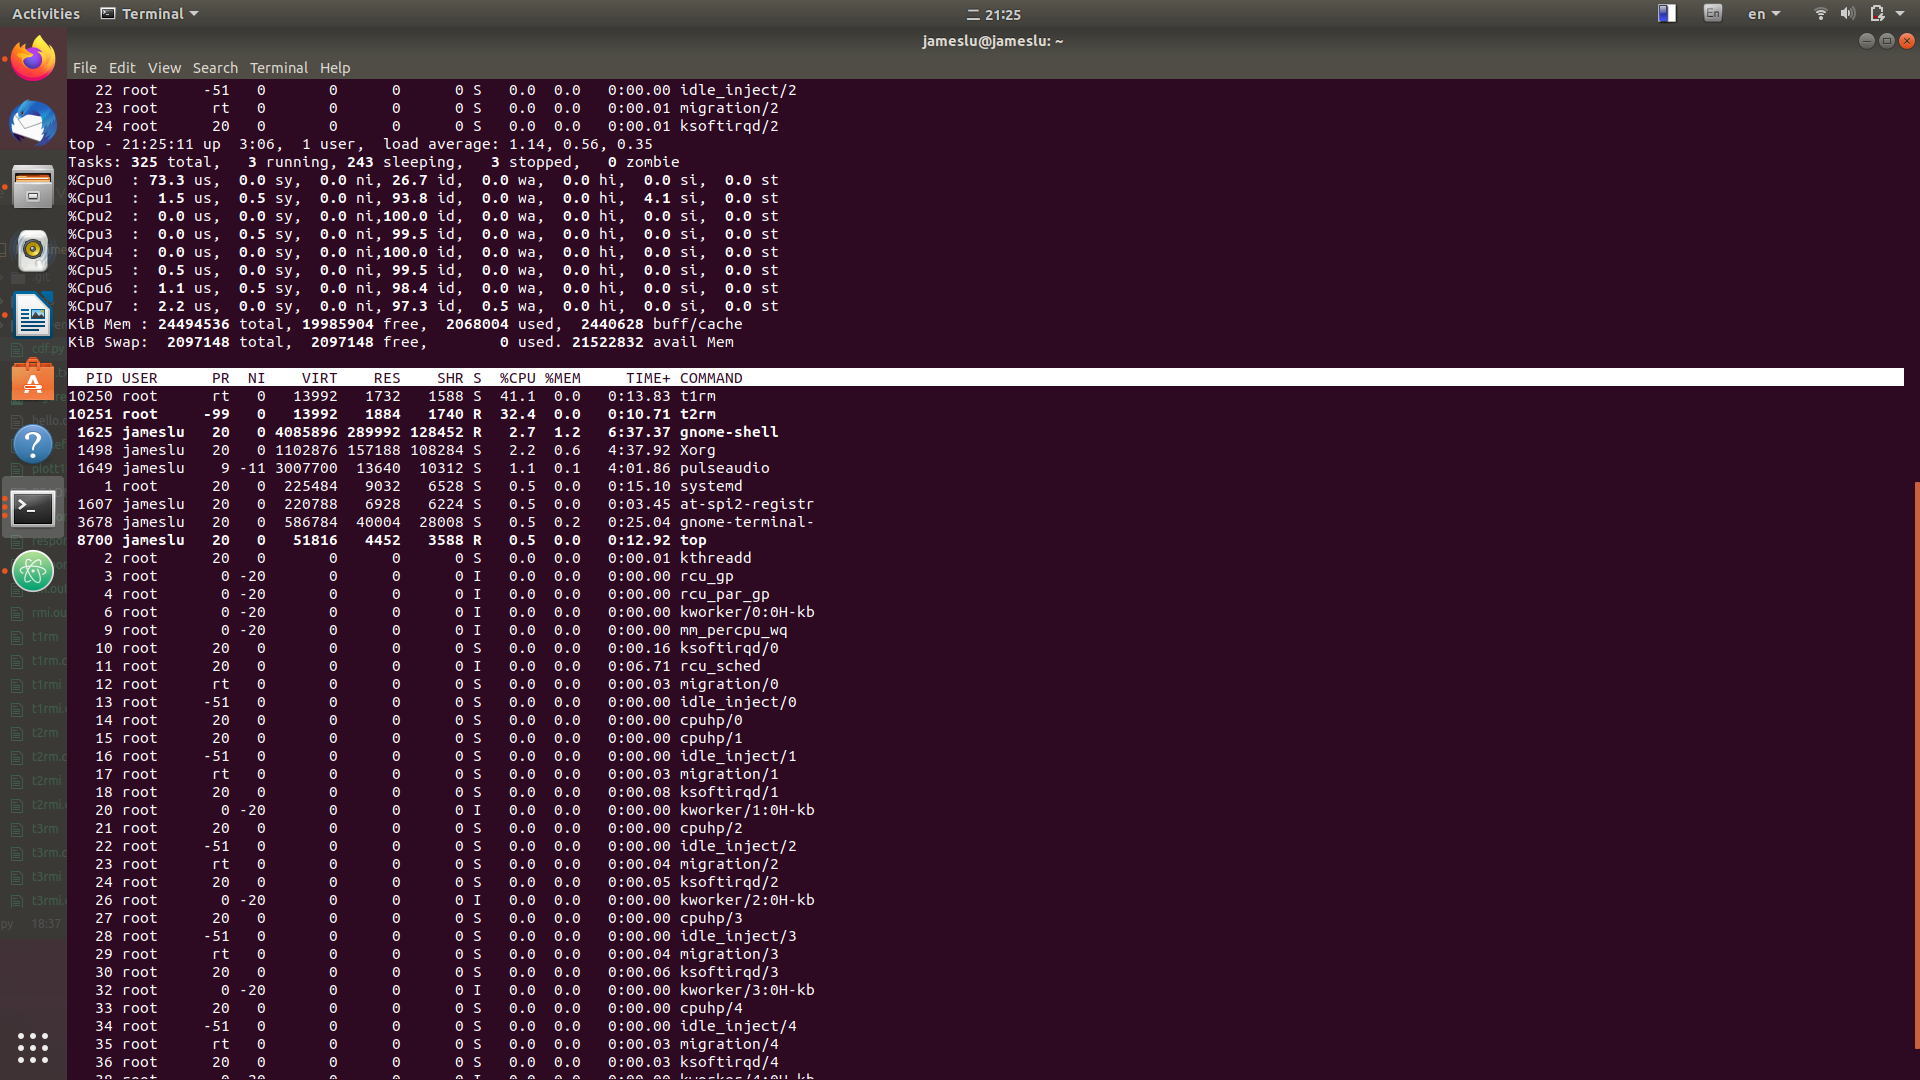 Activities Terminal 二 21:25 En en
jameslu@jameslu: ~
File Edit View Search Terminal Help
22 root -51 0 0 0 0 S 0.0 0.0 0:00.00 idle_inject/2
23 root rt 0 0 0 0 S 0.0 0.0 0:00.01 migration/2
24 root 20 0 0 0 0 S 0.0 0.0 0:00.01 ksoftirqd/2
top - 21:25:11 up 3:06, 1 user, load average: 1.14, 0.56, 0.35
Tasks: 325 total, 3 running, 243 sleeping, 3 stopped, 0 zombie
%Cpu0 : 73.3 us, 0.0 sy, 0.0 ni, 26.7 id, 0.0 wa, 0.0 hi, 0.0 si, 0.0 st
%Cpu1 : 1.5 us, 0.5 sy, 0.0 ni, 93.8 id, 0.0 wa, 0.0 hi, 4.1 si, 0.0 st
%Cpu2 : 0.0 us, 0.0 sy, 0.0 ni,100.0 id, 0.0 wa, 0.0 hi, 0.0 si, 0.0 st
%Cpu3 : 0.0 us, 0.5 sy, 0.0 ni, 99.5 id, 0.0 wa, 0.0 hi, 0.0 si, 0.0 st
%Cpu4 : 0.0 us, 0.0 sy, 0.0 ni,100.0 id, 0.0 wa, 0.0 hi, 0.0 si, 0.0 st
%Cpu5 : 0.5 us, 0.0 sy, 0.0 ni, 99.5 id, 0.0 wa, 0.0 hi, 0.0 si, 0.0 st
%Cpu6 : 1.1 us, 0.5 sy, 0.0 ni, 98.4 id, 0.0 wa, 0.0 hi, 0.0 si, 0.0 st
%Cpu7 : 2.2 us, 0.0 sy, 0.0 ni, 97.3 id, 0.5 wa, 0.0 hi, 0.0 si, 0.0 st
KiB Mem : 24494536 total, 19985904 free, 2068004 used, 2440628 buff/cache
KiB Swap: 2097148 total, 2097148 free, 0 used. 21522832 avail Mem
PID USER PR NI VIRT RES SHR S %CPU %MEM TIME+ COMMAND
10250 root rt 0 13992 1732 1588 S 41.1 0.0 0:13.83 t1rm
10251 root -99 0 13992 1884 1740 R 32.4 0.0 0:10.71 t2rm
1625 jameslu 20 0 4085896 289992 128452 R 2.7 1.2 6:37.37 gnome-shell
1498 jameslu 20 0 1102876 157188 108284 S 2.2 0.6 4:37.92 Xorg
1649 jameslu 9 -11 3007700 13640 10312 S 1.1 0.1 4:01.86 pulseaudio
1 root 20 0 225484 9032 6528 S 0.5 0.0 0:15.10 systemd
1607 jameslu 20 0 220788 6928 6224 S 0.5 0.0 0:03.45 at-spi2-registr
3678 jameslu 20 0 586784 40004 28008 S 0.5 0.2 0:25.04 gnome-terminal-
8700 jameslu 20 0 51816 4452 3588 R 0.5 0.0 0:12.92 top
2 root 20 0 0 0 0 S 0.0 0.0 0:00.01 kthreadd
3 root 0 -20 0 0 0 I 0.0 0.0 0:00.00 rcu_gp
4 root 0 -20 0 0 0 I 0.0 0.0 0:00.00 rcu_par_gp
6 root 0 -20 0 0 0 I 0.0 0.0 0:00.00 kworker/0:0H-kb
9 root 0 -20 0 0 0 I 0.0 0.0 0:00.00 mm_percpu_wq
10 root 20 0 0 0 0 S 0.0 0.0 0:00.16 ksoftirqd/0
11 root 20 0 0 0 0 I 0.0 0.0 0:06.71 rcu_sched
12 root rt 0 0 0 0 S 0.0 0.0 0:00.03 migration/0
13 root -51 0 0 0 0 S 0.0 0.0 0:00.00 idle_inject/0
14 root 20 0 0 0 0 S 0.0 0.0 0:00.00 cpuhp/0
15 root 20 0 0 0 0 S 0.0 0.0 0:00.00 cpuhp/1
16 root -51 0 0 0 0 S 0.0 0.0 0:00.00 idle_inject/1
17 root rt 0 0 0 0 S 0.0 0.0 0:00.03 migration/1
18 root 20 0 0 0 0 S 0.0 0.0 0:00.08 ksoftirqd/1
20 root 0 -20 0 0 0 I 0.0 0.0 0:00.00 kworker/1:0H-kb
21 root 20 0 0 0 0 S 0.0 0.0 0:00.00 cpuhp/2
22 root -51 0 0 0 0 S 0.0 0.0 0:00.00 idle_inject/2
23 root rt 0 0 0 0 S 0.0 0.0 0:00.04 migration/2
24 root 20 0 0 0 0 S 0.0 0.0 0:00.05 ksoftirqd/2
26 root 0 -20 0 0 0 I 0.0 0.0 0:00.00 kworker/2:0H-kb
27 root 20 0 0 0 0 S 0.0 0.0 0:00.00 cpuhp/3
28 root -51 0 0 0 0 S 0.0 0.0 0:00.00 idle_inject/3
29 root rt 0 0 0 0 S 0.0 0.0 0:00.04 migration/3
30 root 20 0 0 0 0 S 0.0 0.0 0:00.06 ksoftirqd/3
32 root 0 -20 0 0 0 I 0.0 0.0 0:00.00 kworker/3:0H-kb
33 root 20 0 0 0 0 S 0.0 0.0 0:00.00 cpuhp/4
34 root -51 0 0 0 0 S 0.0 0.0 0:00.00 idle_inject/4
35 root rt 0 0 0 0 S 0.0 0.0 0:00.03 migration/4
36 root 20 0 0 0 0 S 0.0 0.0 0:00.03 ksoftirqd/4
cdf.py
t1rm
t1rm.
t1rmi
t1rmi.
t2rm
t2rm.
t2rmi
t2rmi.
t3rm
t3rm.
t3rmi
t3rmi.
py 18:37